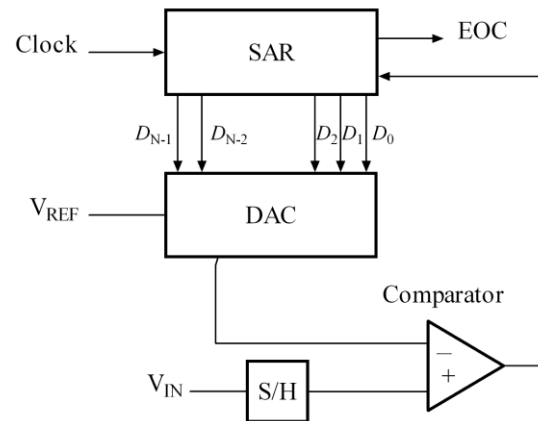 Clock
SAR
EOC
D_{N-1}
D_{N-2}
D_2
D_1
D_0
V_{REF}
DAC
Comparator
−
+
V_{IN}
S/H